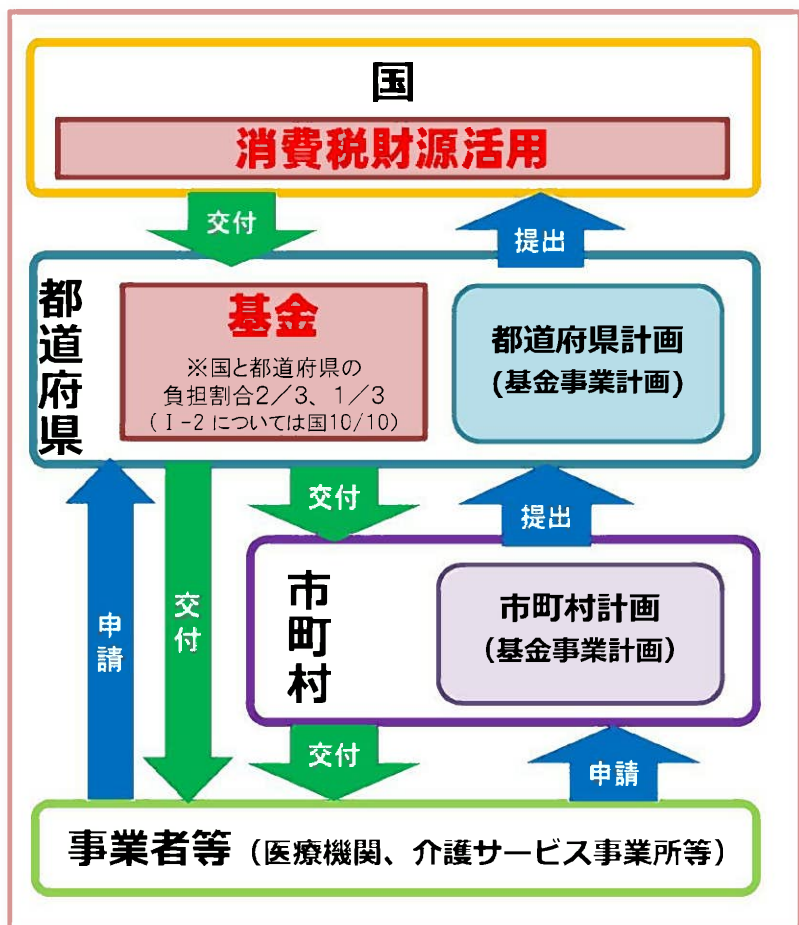 国
消費税財源活用
交付
提出
都道府県
基金
※国と都道府県の
負担割合2／3、1／3
(Ⅰ-2については国10/10)
都道府県計画
(基金事業計画)
交付
提出
申請
交付
市町村
市町村計画
(基金事業計画)
交付
申請
事業者等（医療機関、介護サービス事業所等）